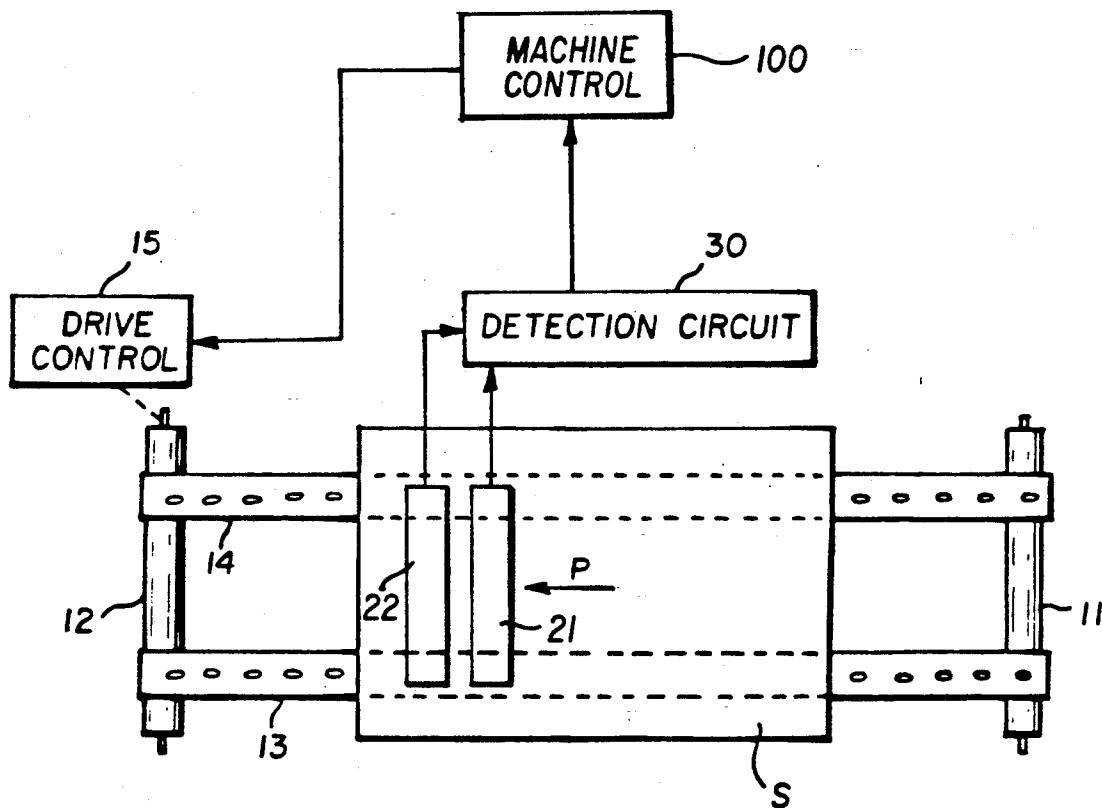 MACHINE
CONTROL
100
15
30
DRIVE
CONTROL
DETECTION CIRCUIT
14
22
P
12
21
11
13
S